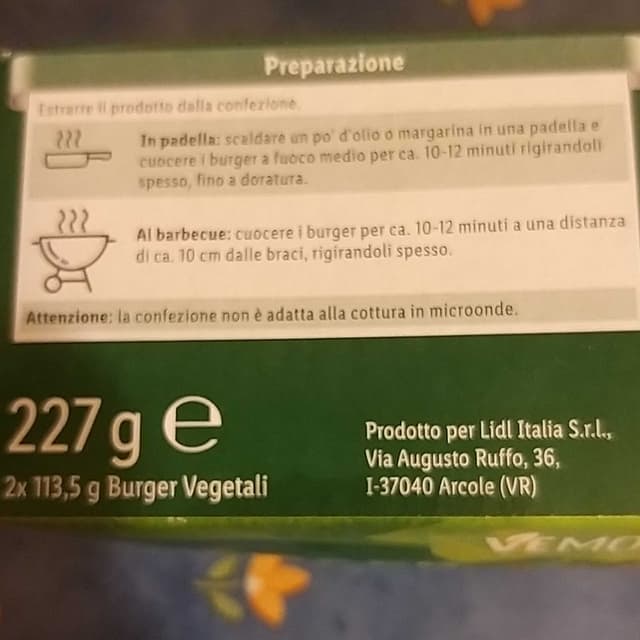 Preparazione
Estrarre il prodotto dalla confezione.
In padella: scaldare un po' d'olio o margarina in una padella e
cuocere i burger a fuoco medio per ca. 10-12 minuti rigirandoli
spesso, fino a doratura.
Al barbecue: cuocere i burger per ca. 10-12 minuti a una distanza
di ca. 10 cm dalle braci, rigirandoli spesso.
Attenzione: la confezione non è adatta alla cottura in microonde.
227 g e
2x 113,5 g Burger Vegetali
Prodotto per Lidl Italia S.r.l.,
Via Augusto Ruffo, 36,
I-37040 Arcole (VR)